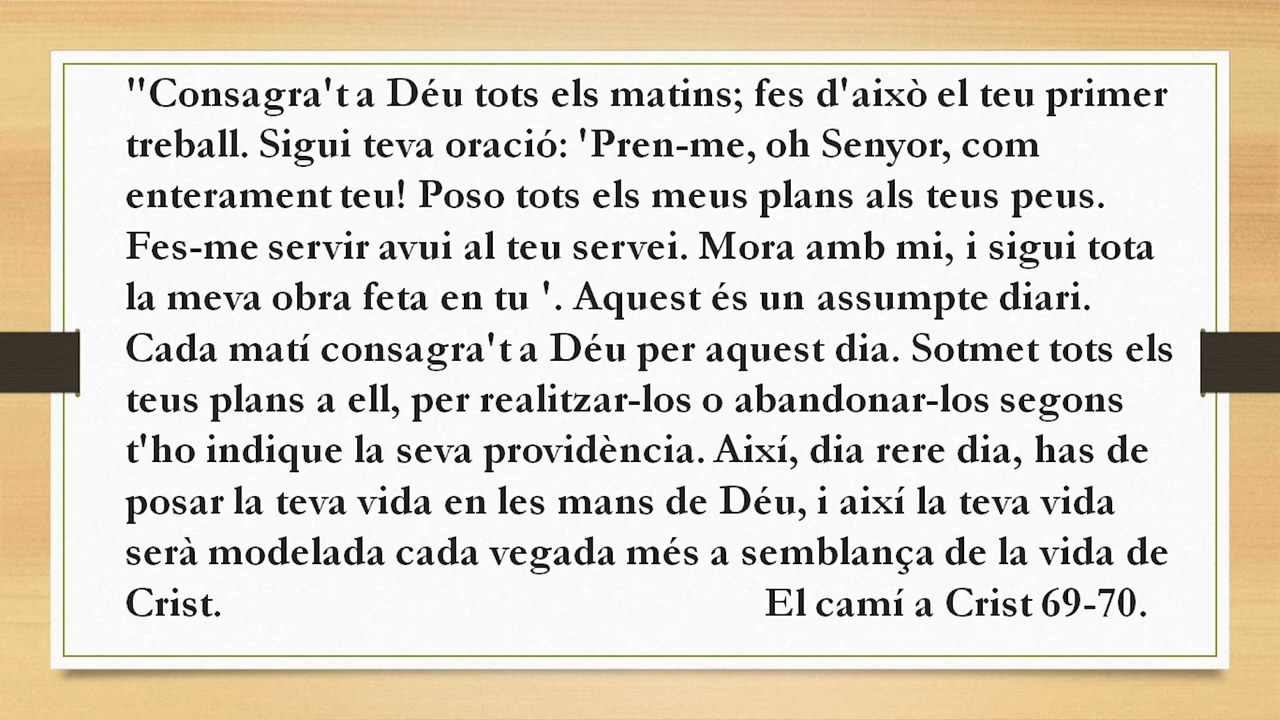 "Consagra't a Déu tots els matins; fes d'això el teu primer
treball. Sigui teva oració: 'Pren-me, oh Senyor, com
enterament teu! Poso tots els meus plans als teus peus.
Fes-me servir avui al teu servei. Mora amb mi, i sigui tota
la meva obra feta en tu '. Aquest és un assumpte diari.
Cada matí consagra't a Déu per aquest dia. Sotmet tots els
teus plans a ell, per realitzar-los o abandonar-los segons
t'ho indique la seva providència. Així, dia rere dia, has de
posar la teva vida en les mans de Déu, i així la teva vida
serà modelada cada vegada més a semblança de la vida de
Crist. El camí a Crist 69-70.